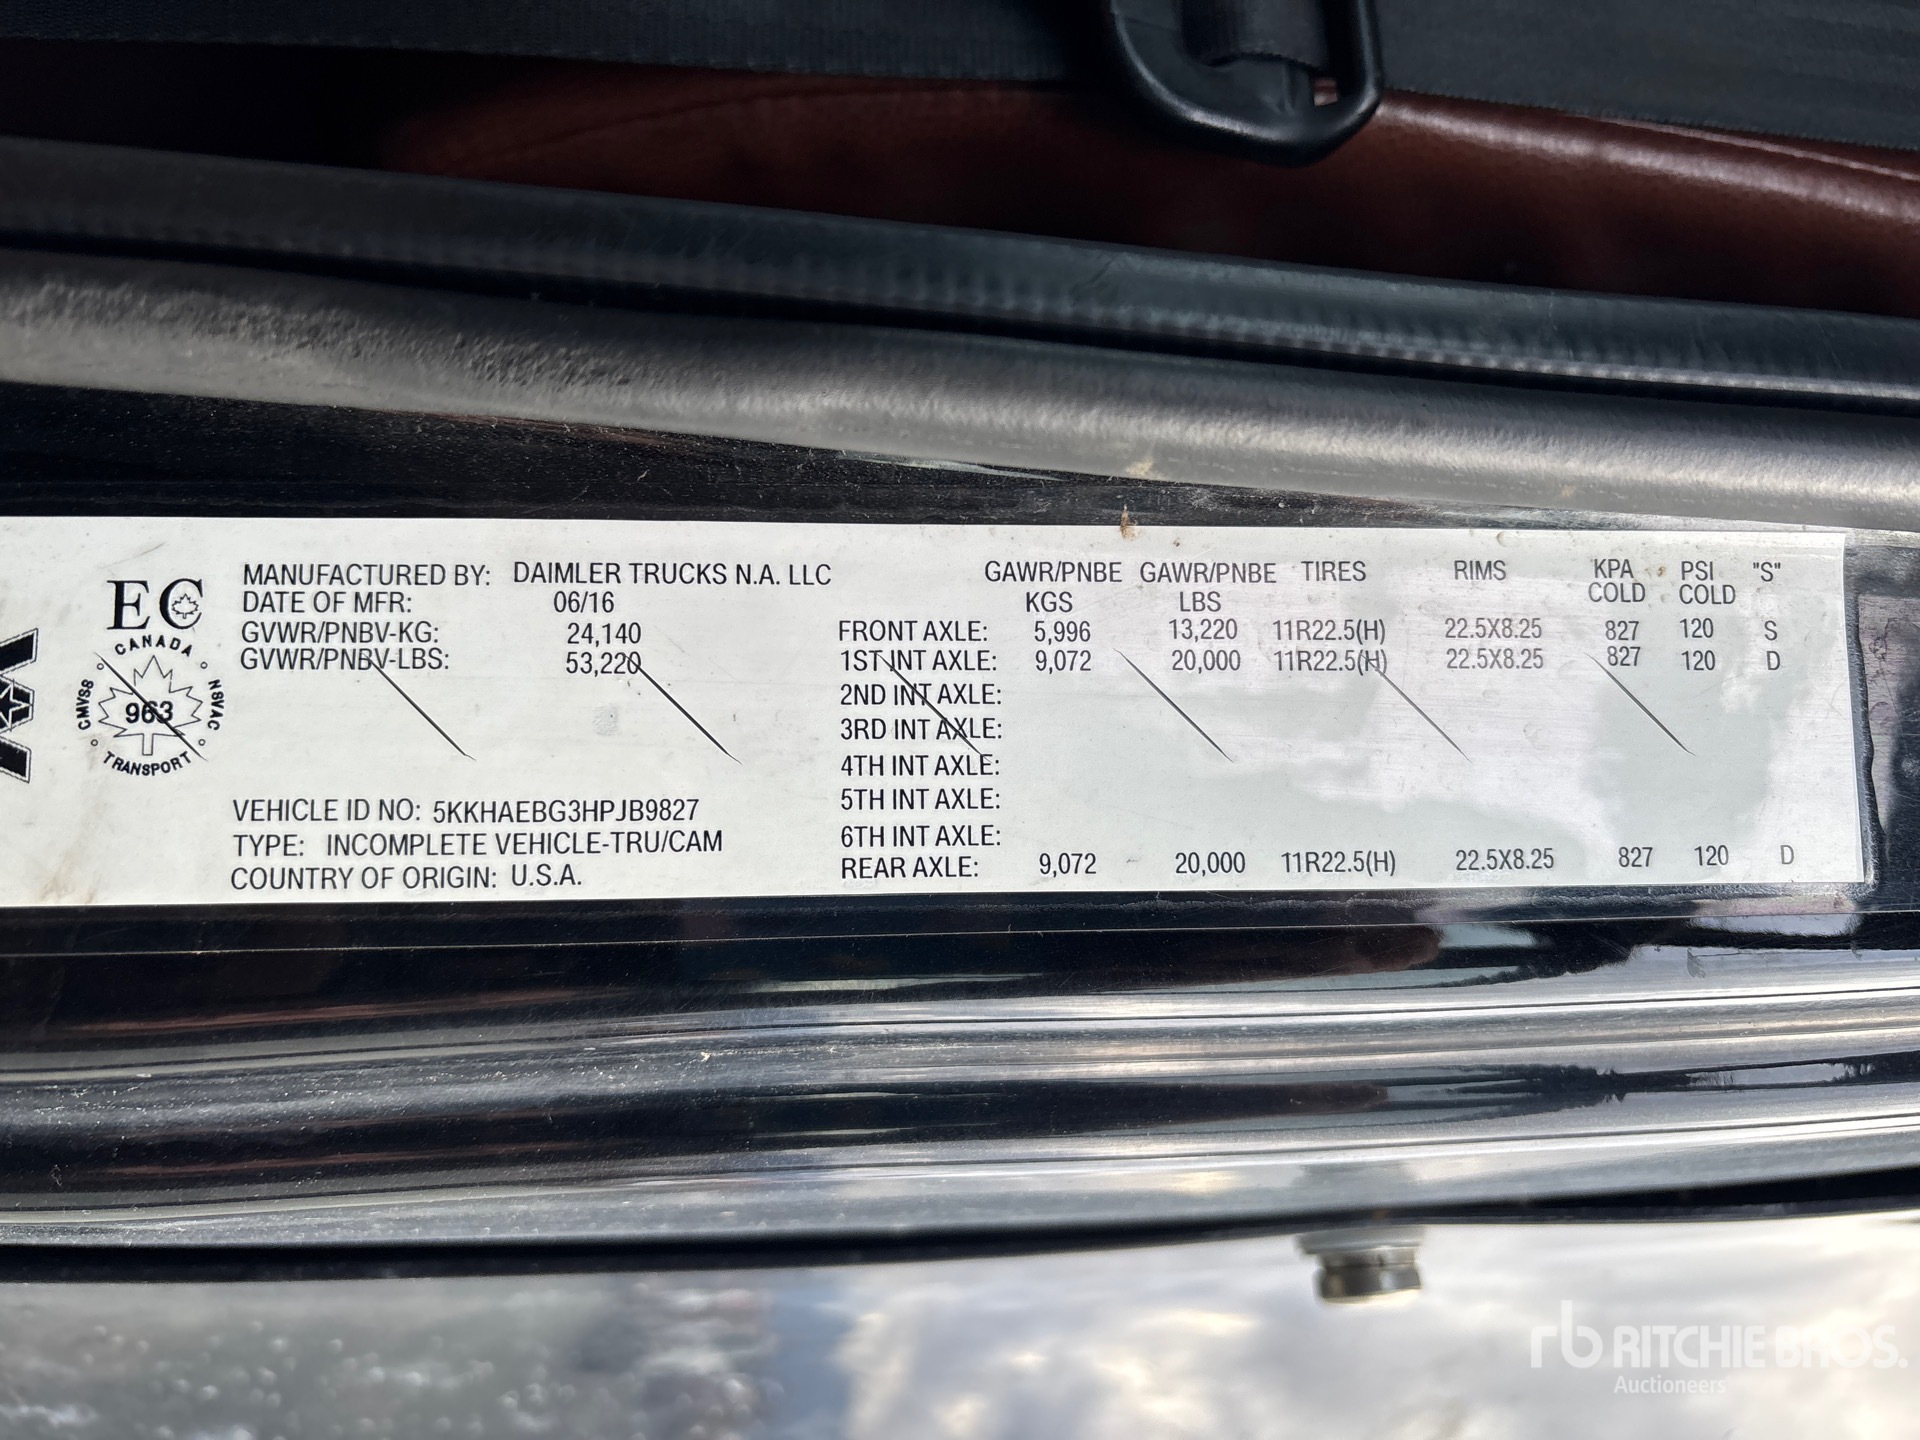 EC
CANADA
CMVSS
NSVAC
963
TRANSPORT
MANUFACTURED BY: DAIMLER TRUCKS N.A. LLC
DATE OF MFR: 06/16
GVWR/PNBV-KG: 24,140
GVWR/PNBV-LBS: 53,220
VEHICLE ID NO: 5KKHAEBG3HPJB9827
TYPE: INCOMPLETE VEHICLE-TRU/CAM
COUNTRY OF ORIGIN: U.S.A.
GAWR/PNBE GAWR/PNBE TIRES RIMS KPA PSI "S"
KGS LBS COLD COLD
FRONT AXLE: 5,996 13,220 11R22.5(H) 22.5X8.25 827 120 S
1ST INT AXLE: 9,072 20,000 11R22.5(H) 22.5X8.25 827 120 D
2ND INT AXLE:
3RD INT AXLE:
4TH INT AXLE:
5TH INT AXLE:
6TH INT AXLE:
REAR AXLE: 9,072 20,000 11R22.5(H) 22.5X8.25 827 120 D
rb RITCHIE BROS.
Auctioneers